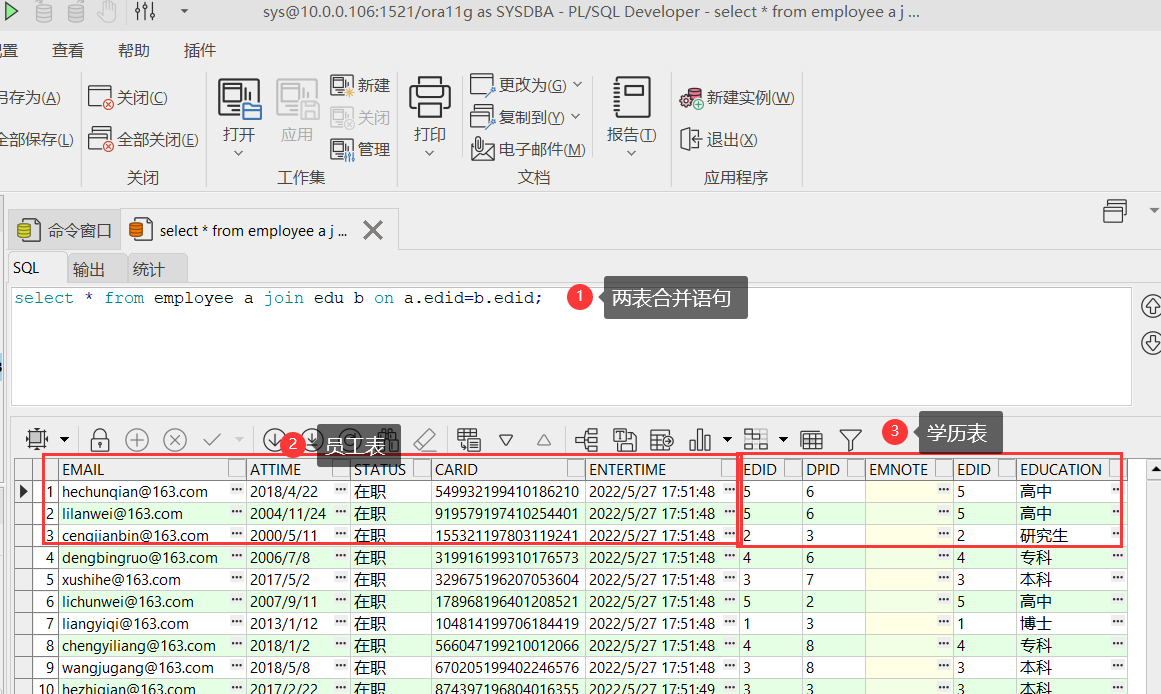 sys@10.0.0.106:1521/ora11g as SYSDBA - PL/SQL Developer - select * from employee a j ...
配置 查看 帮助 插件
另存为(A) 关闭(C) 打开 应用 新建 打印 更改为(G) 报告(T) 新建实例(W)
关闭 复制到(Y)
全部保存(L) 全部关闭(E) 管理 电子邮件(M) 退出(X)
关闭 工作集 文档 应用程序
命令窗口 select * from employee a j ...
SQL 输出 统计
select * from employee a join edu b on a.edid=b.edid; 1 两表合并语句
2 员工表 3 学历表
EMAIL ATTIME STATUS CARID ENTERTIME EDID DPID EMNOTE EDID EDUCATION
1 hechunqian@163.com ··· 2018/4/22 ··· 在职 549932199410186210 2022/5/27 17:51:48 ··· 5 6 ··· 5 高中 ···
2 lilanwei@163.com ··· 2004/11/24 ··· 在职 919579197410254401 2022/5/27 17:51:48 ··· 5 6 ··· 5 高中 ···
3 cengjianbin@163.com ··· 2000/5/11 ··· 在职 155321197803119241 2022/5/27 17:51:48 ··· 2 3 ··· 2 研究生 ···
4 dengbingruo@163.com ··· 2006/7/8 ··· 在职 319916199310176573 2022/5/27 17:51:48 ··· 4 6 ··· 4 专科 ···
5 xushihe@163.com ··· 2017/5/2 ··· 在职 329675196207053604 2022/5/27 17:51:48 ··· 3 7 ··· 3 本科 ···
6 lichunwei@163.com ··· 2007/9/11 ··· 在职 178968196401208521 2022/5/27 17:51:48 ··· 5 2 ··· 5 高中 ···
7 liangyiqi@163.com ··· 2013/1/12 ··· 在职 104814199706184419 2022/5/27 17:51:48 ··· 1 3 ··· 1 博士 ···
8 chengyiliang@163.com ··· 2018/1/2 ··· 在职 566047199210012066 2022/5/27 17:51:48 ··· 4 8 ··· 4 专科 ···
9 wangjugang@163.com ··· 2018/5/8 ··· 在职 670205199402246576 2022/5/27 17:51:48 ··· 3 8 ··· 3 本科 ···
10 hezhiqian@163.com ··· 2017/2/22 ··· 在职 874397196804016355 2022/5/27 17:51:48 ··· 3 3 ··· 3 本科 ···